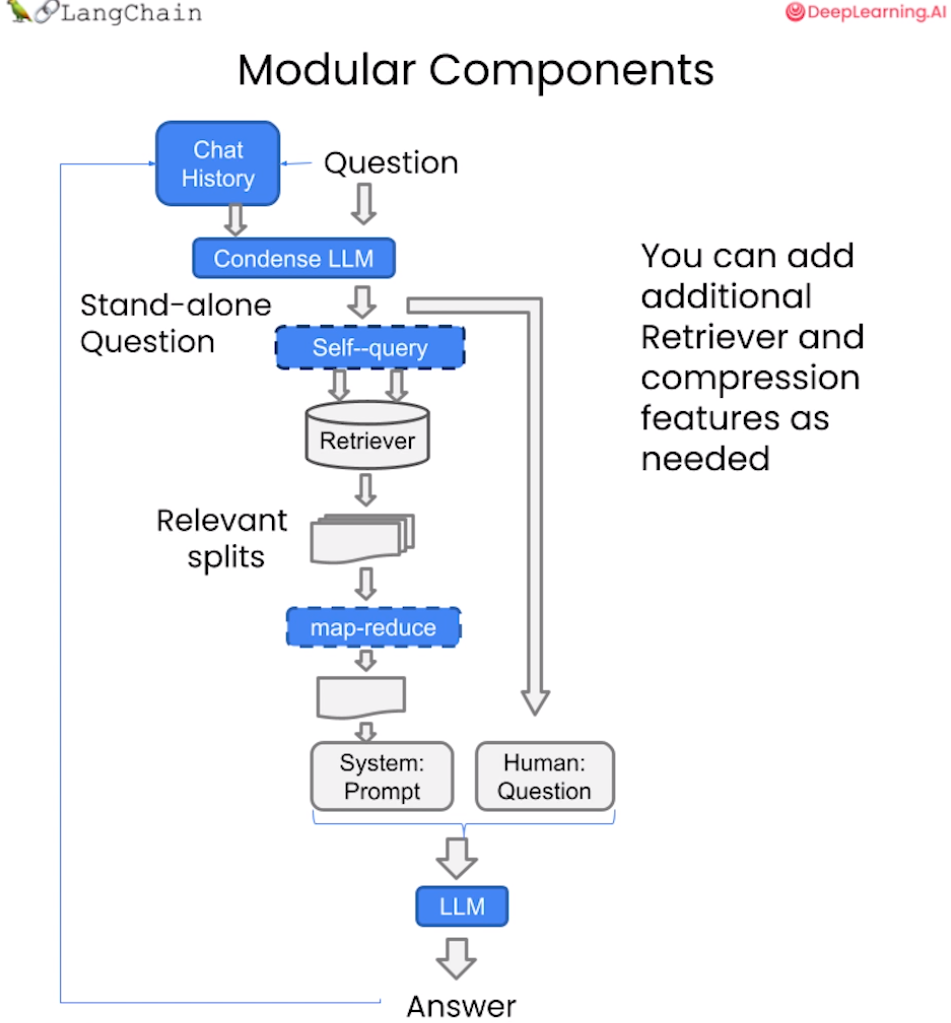 LangChain
DeepLearning.AI
Modular Components
Chat
History
Question
Condense LLM
Stand-alone
Question
Self--query
Retriever
You can add
additional
Retriever and
compression
features as
needed
Relevant
splits
map-reduce
System:
Prompt
Human:
Question
LLM
Answer